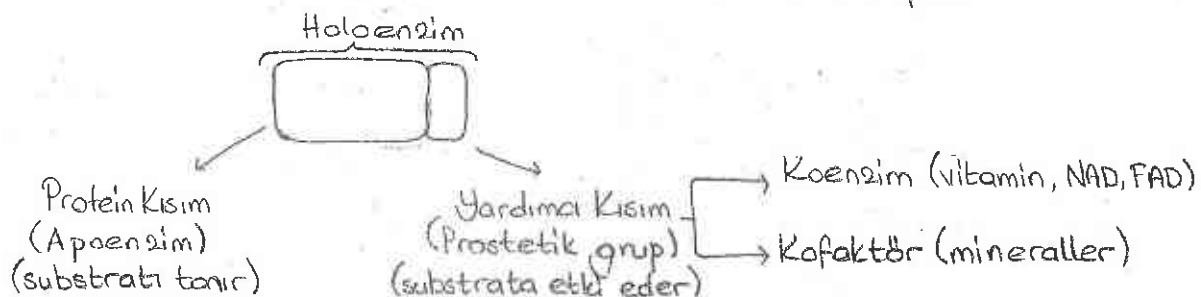 Holoenzim
Protein Kısım
(Apoenzim)
(substratı tanır)
Yardımcı Kısım
(Prostetik grup)
(substrata etki eder)
Koenzim (vitamin, NAD, FAD)
Kofaktör (mineraller)